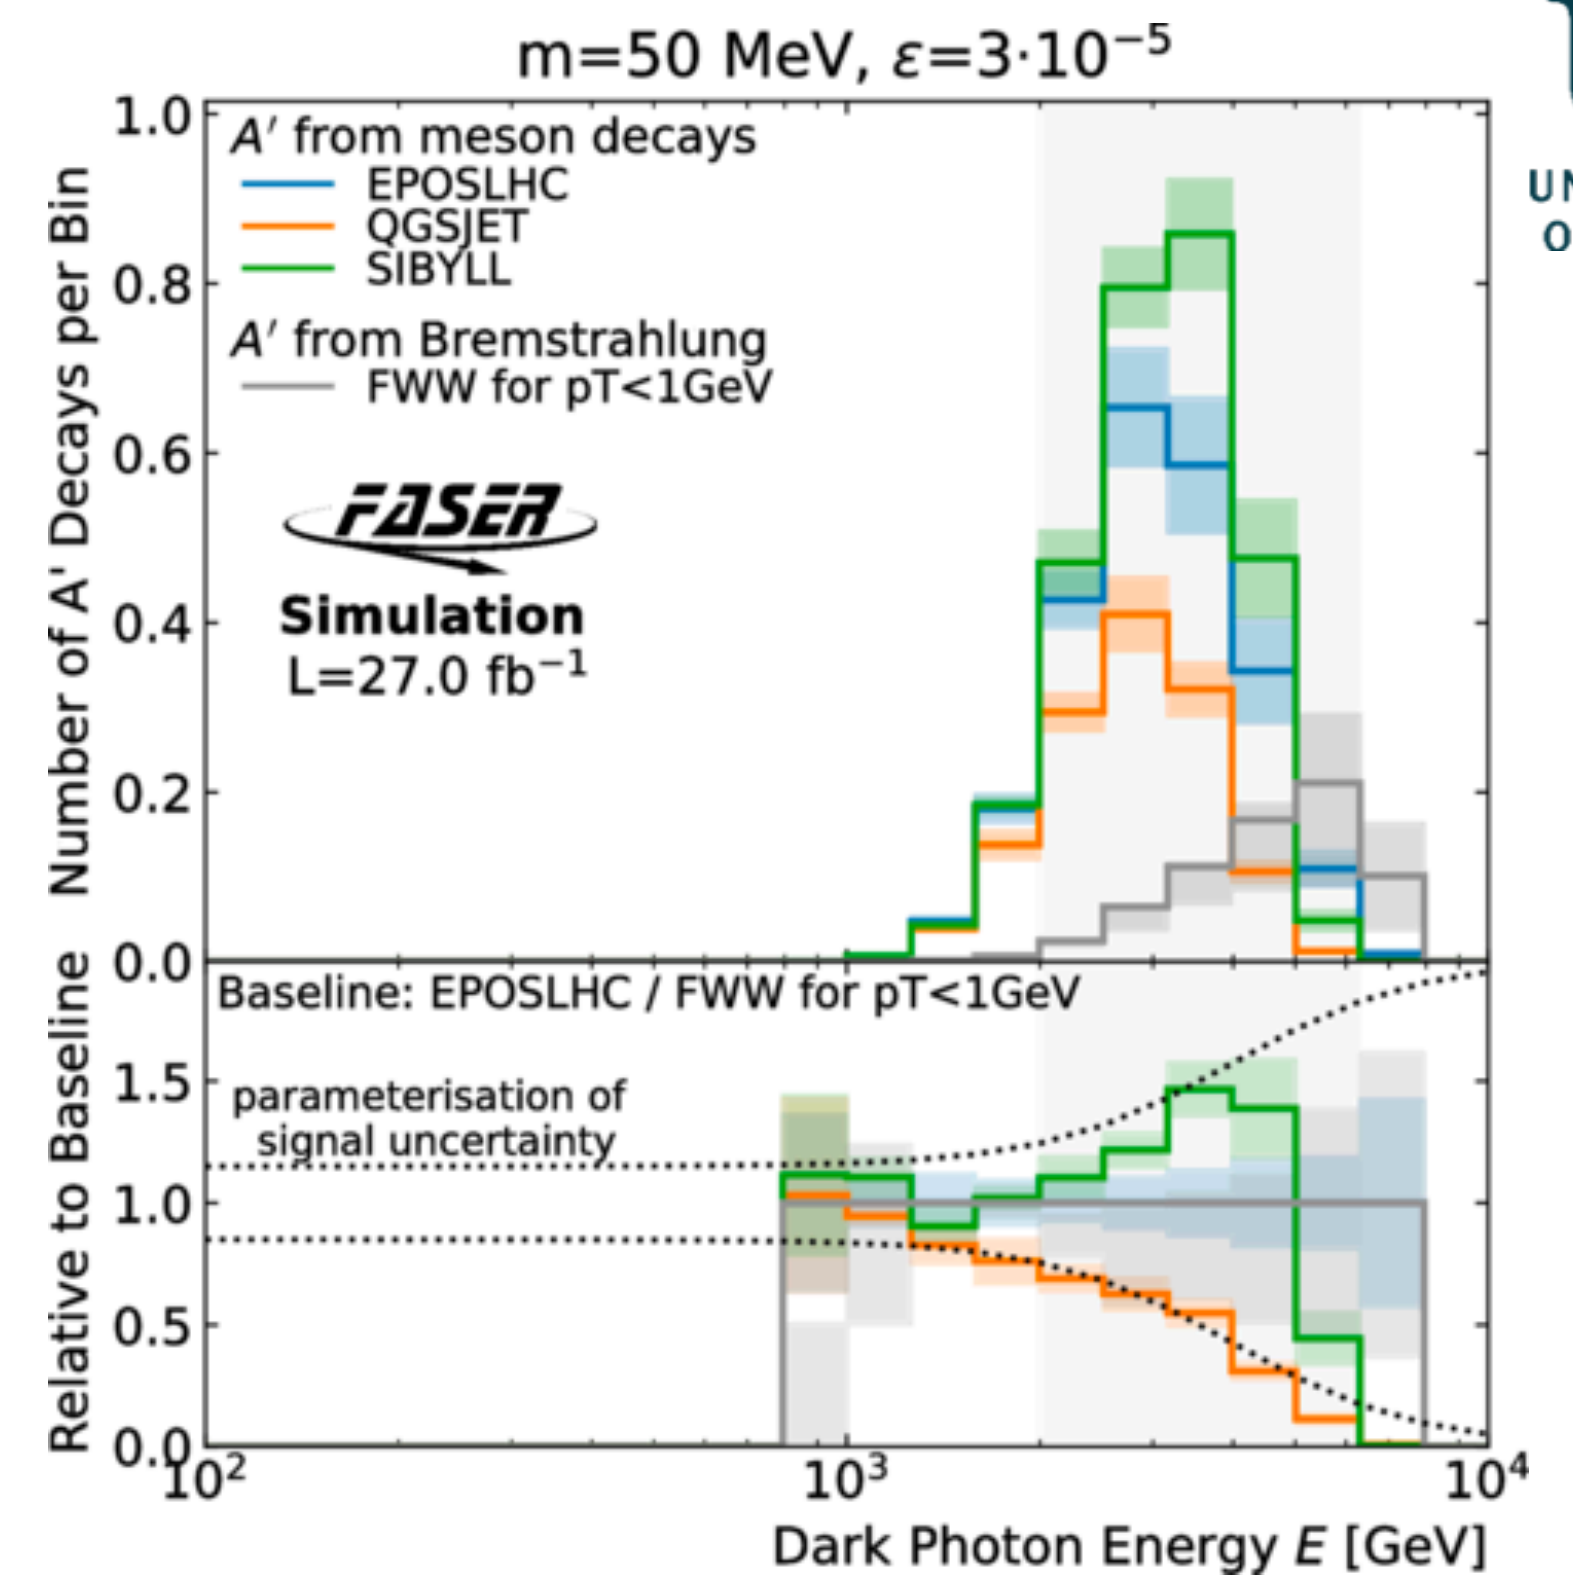 m=50 MeV, ε=3·10⁻⁵
1.0
0.8
0.6
0.4
0.2
0.0
Number of A' Decays per Bin
A′ from meson decays
EPOSLHC
QGSJET
SIBYLL
A′ from Bremstrahlung
FWW for pT<1GeV
FASER
Simulation
L=27.0 fb⁻¹
UN
O
Baseline: EPOSLHC / FWW for pT<1GeV
parameterisation of
signal uncertainty
1.5
1.0
0.5
0.0
Relative to Baseline
10² 10³ 10⁴
Dark Photon Energy E [GeV]